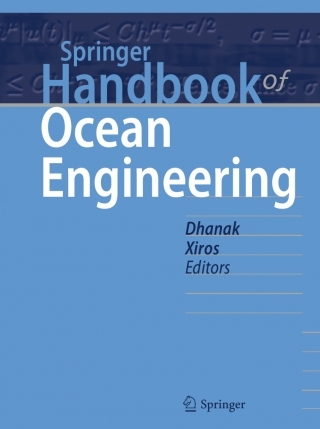 Springer
Handbook of
Ocean
Engineering
Dhanak
Xiros
Editors
Springer